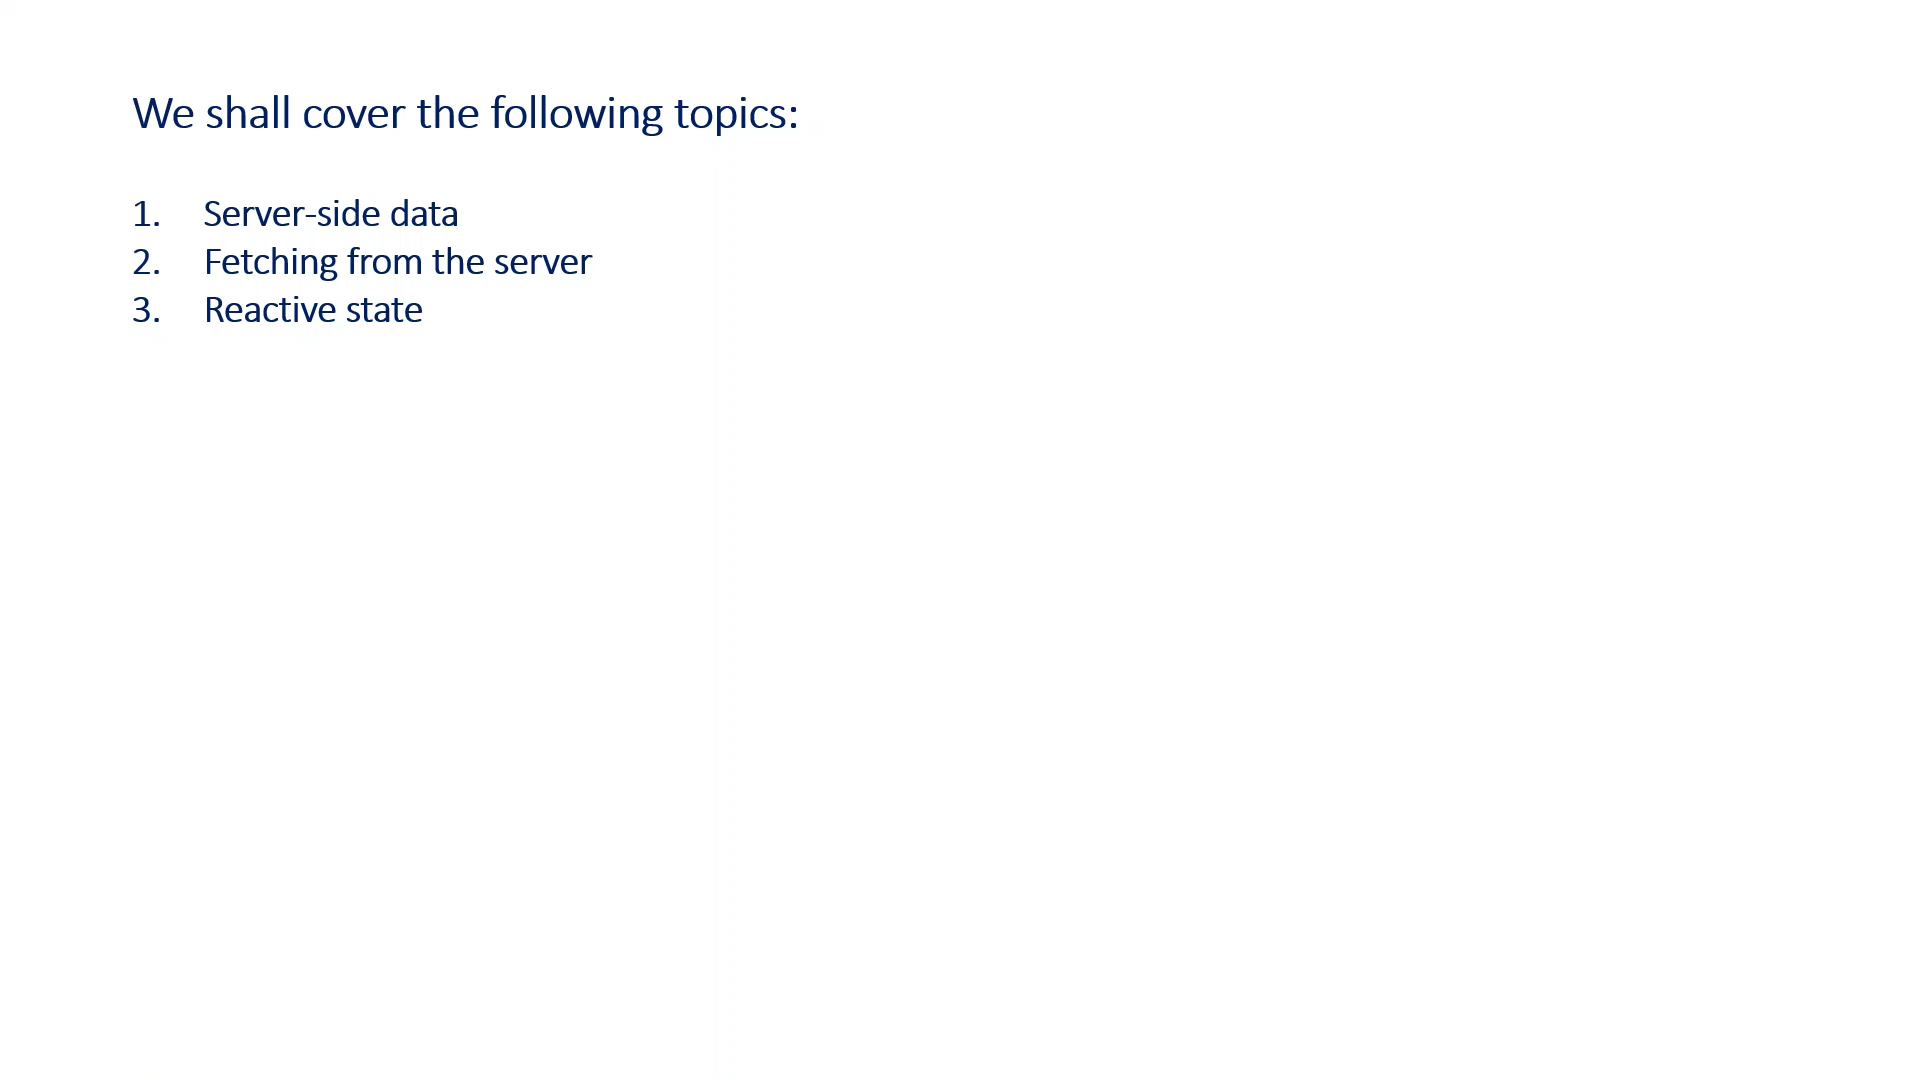 We shall cover the following topics:
1. Server-side data
2. Fetching from the server
3. Reactive state